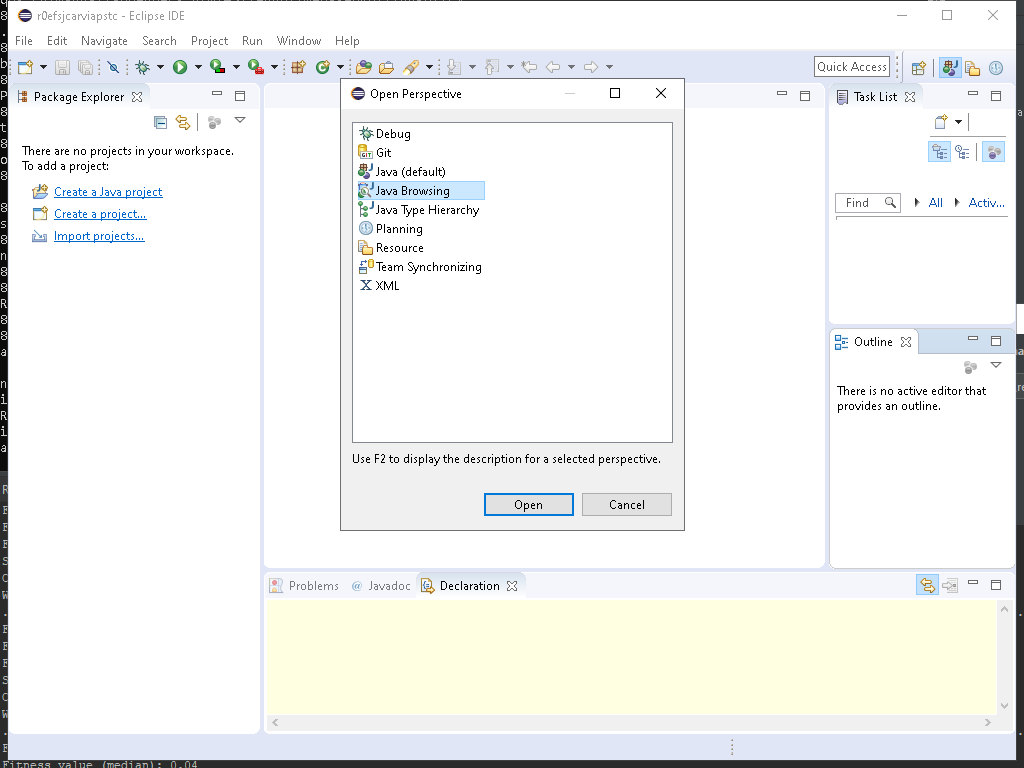 r0efsjcarviapstc - Eclipse IDE
File Edit Navigate Search Project Run Window Help
Quick Access
Package Explorer
There are no projects in your workspace.
To add a project:
Create a Java project
Create a project...
Import projects...
Open Perspective
Debug
GIT Git
Java (default)
Java Browsing
Java Type Hierarchy
Planning
Resource
Team Synchronizing
X XML
Use F2 to display the description for a selected perspective.
Open Cancel
Task List
Find All Activ...
Outline
There is no active editor that
provides an outline.
Problems @ Javadoc Declaration
Fitness value (median): 0.04